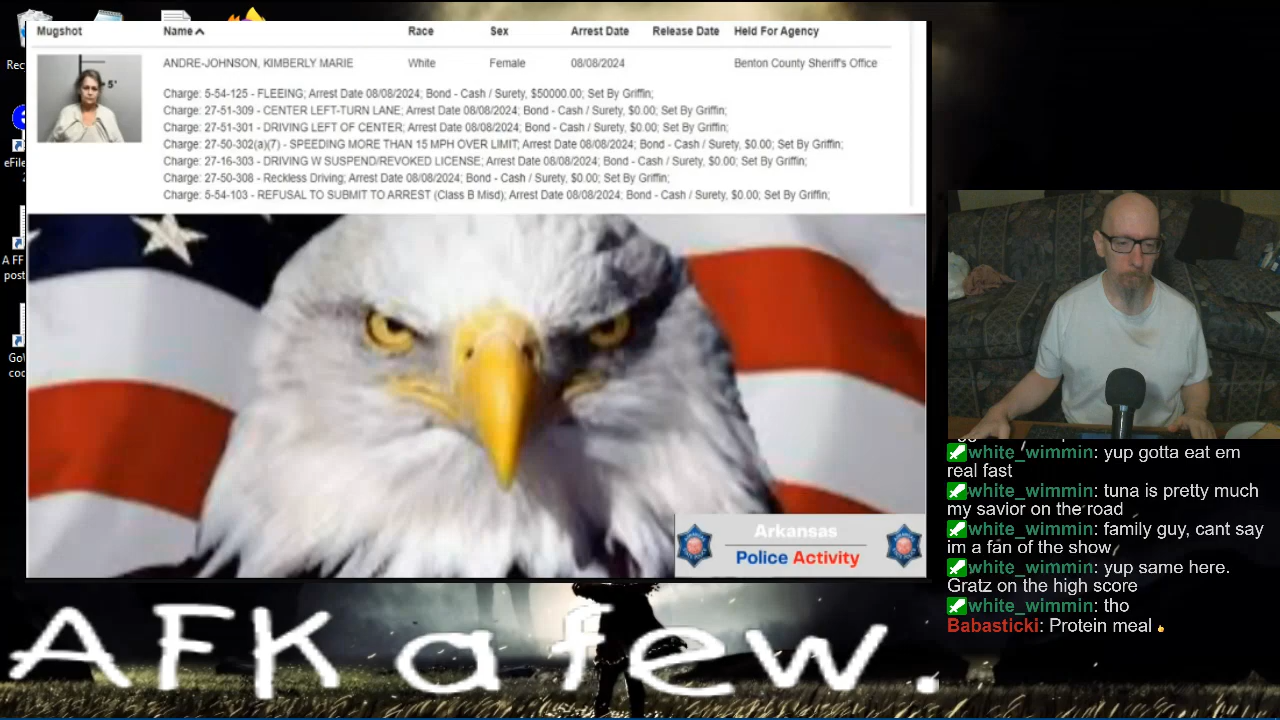 Mugshot Name Race Sex Arrest Date Release Date Held For Agency
ANDRE-JOHNSON, KIMBERLY MARIE White Female 08/08/2024 Benton County Sheriff's Office
5'
Charge: 5-54-125 - FLEEING; Arrest Date 08/08/2024; Bond - Cash / Surety, $50000.00; Set By Griffin;
Charge: 27-51-309 - CENTER LEFT-TURN LANE; Arrest Date 08/08/2024; Bond - Cash / Surety, $0.00; Set By Griffin;
Charge: 27-51-301 - DRIVING LEFT OF CENTER; Arrest Date 08/08/2024; Bond - Cash / Surety, $0.00; Set By Griffin;
Charge: 27-50-302(a)(7) - SPEEDING MORE THAN 15 MPH OVER LIMIT; Arrest Date 08/08/2024; Bond - Cash / Surety, $0.00; Set By Griffin;
Charge: 27-16-303 - DRIVING W SUSPEND/REVOKED LICENSE; Arrest Date 08/08/2024; Bond - Cash / Surety, $0.00; Set By Griffin;
Charge: 27-50-308 - Reckless Driving; Arrest Date 08/08/2024; Bond - Cash / Surety, $0.00; Set By Griffin;
Charge: 5-54-103 - REFUSAL TO SUBMIT TO ARREST (Class B Misd); Arrest Date 08/08/2024; Bond - Cash / Surety, $0.00; Set By Griffin;
Rec
eFile
2
A FF
post
Go
coo
Arkansas
Police Activity
AFK a few.
white_wimmin: yup gotta eat em
real fast
white_wimmin: tuna is pretty much
my savior on the road
white_wimmin: family guy, cant say
im a fan of the show
white_wimmin: yup same here.
Gratz on the high score
white_wimmin: tho
Babasticki: Protein meal